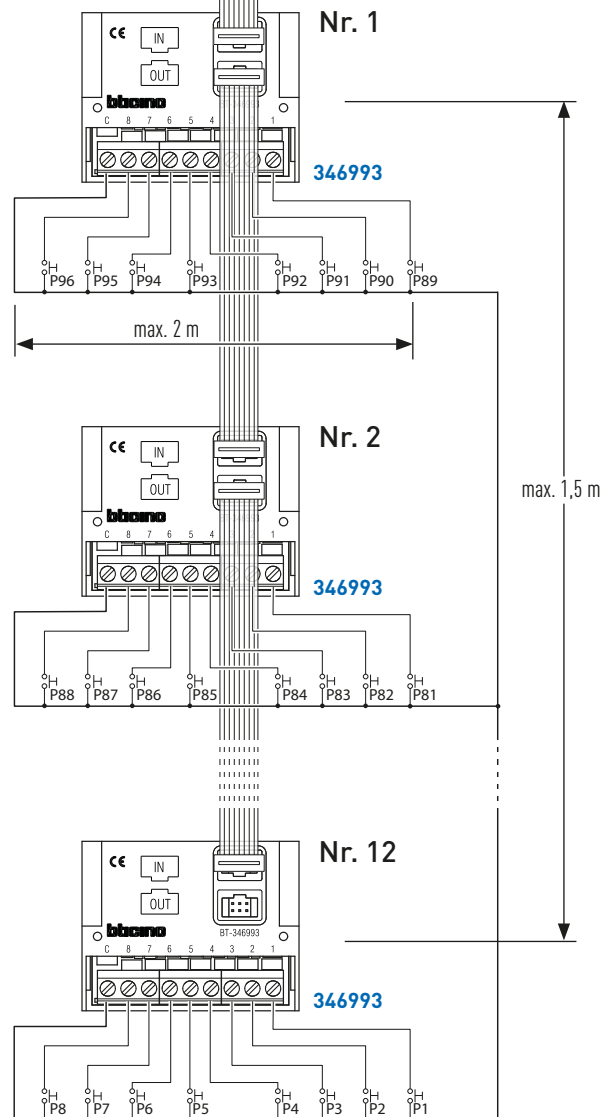 Nr. 1
CE
IN
OUT
bticino
C 8 7 6 5 4 1
346993
P96 P95 P94 P93 P92 P91 P90 P89
max. 2 m
Nr. 2
CE
IN
OUT
max. 1,5 m
bticino
C 8 7 6 5 4 1
346993
P88 P87 P86 P85 P84 P83 P82 P81
Nr. 12
CE
IN
OUT
bticino
BT-346993
C 8 7 6 5 4 3 2 1
346993
P8 P7 P6 P5 P4 P3 P2 P1